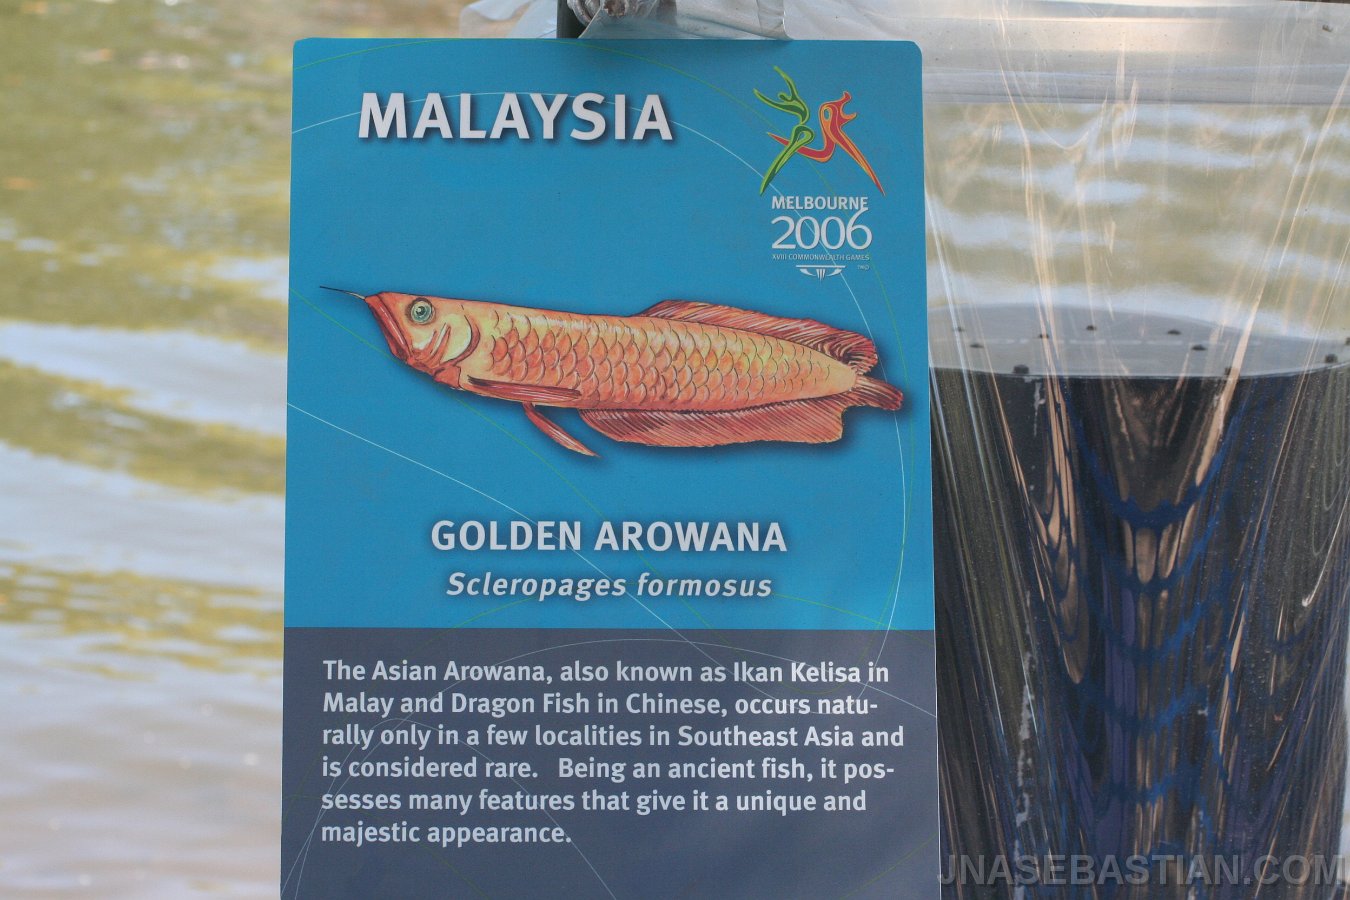 MALAYSIA
MELBOURNE
2006
XVIII COMMONWEALTH GAMES
GOLDEN AROWANA
Scleropages formosus
The Asian Arowana, also known as Ikan Kelisa in
Malay and Dragon Fish in Chinese, occurs natu-
rally only in a few localities in Southeast Asia and
is considered rare. Being an ancient fish, it pos-
sesses many features that give it a unique and
majestic appearance.
JNASEBASTIAN.COM